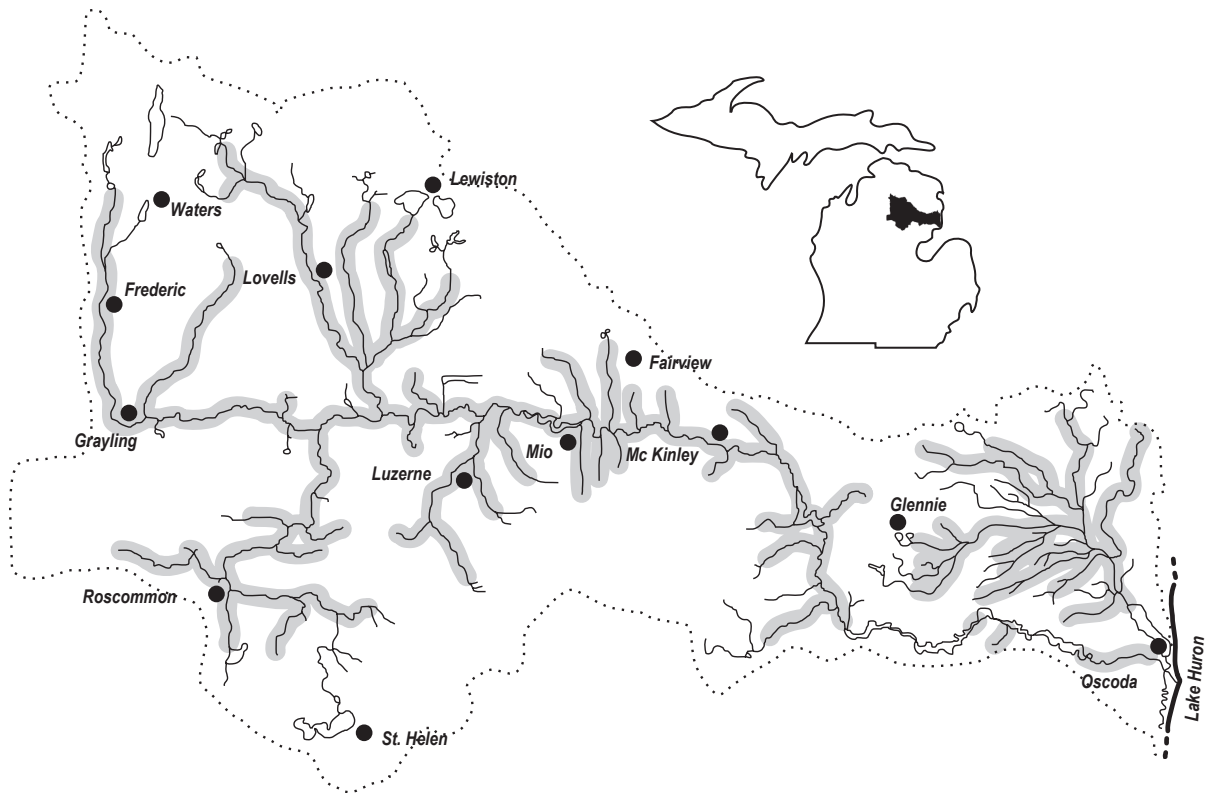 Lewiston
Waters
Lovells
Frederic
Fairview
Grayling
Mio
Mc Kinley
Luzerne
Glennie
Roscommon
Oscoda
Lake Huron
St. Helen